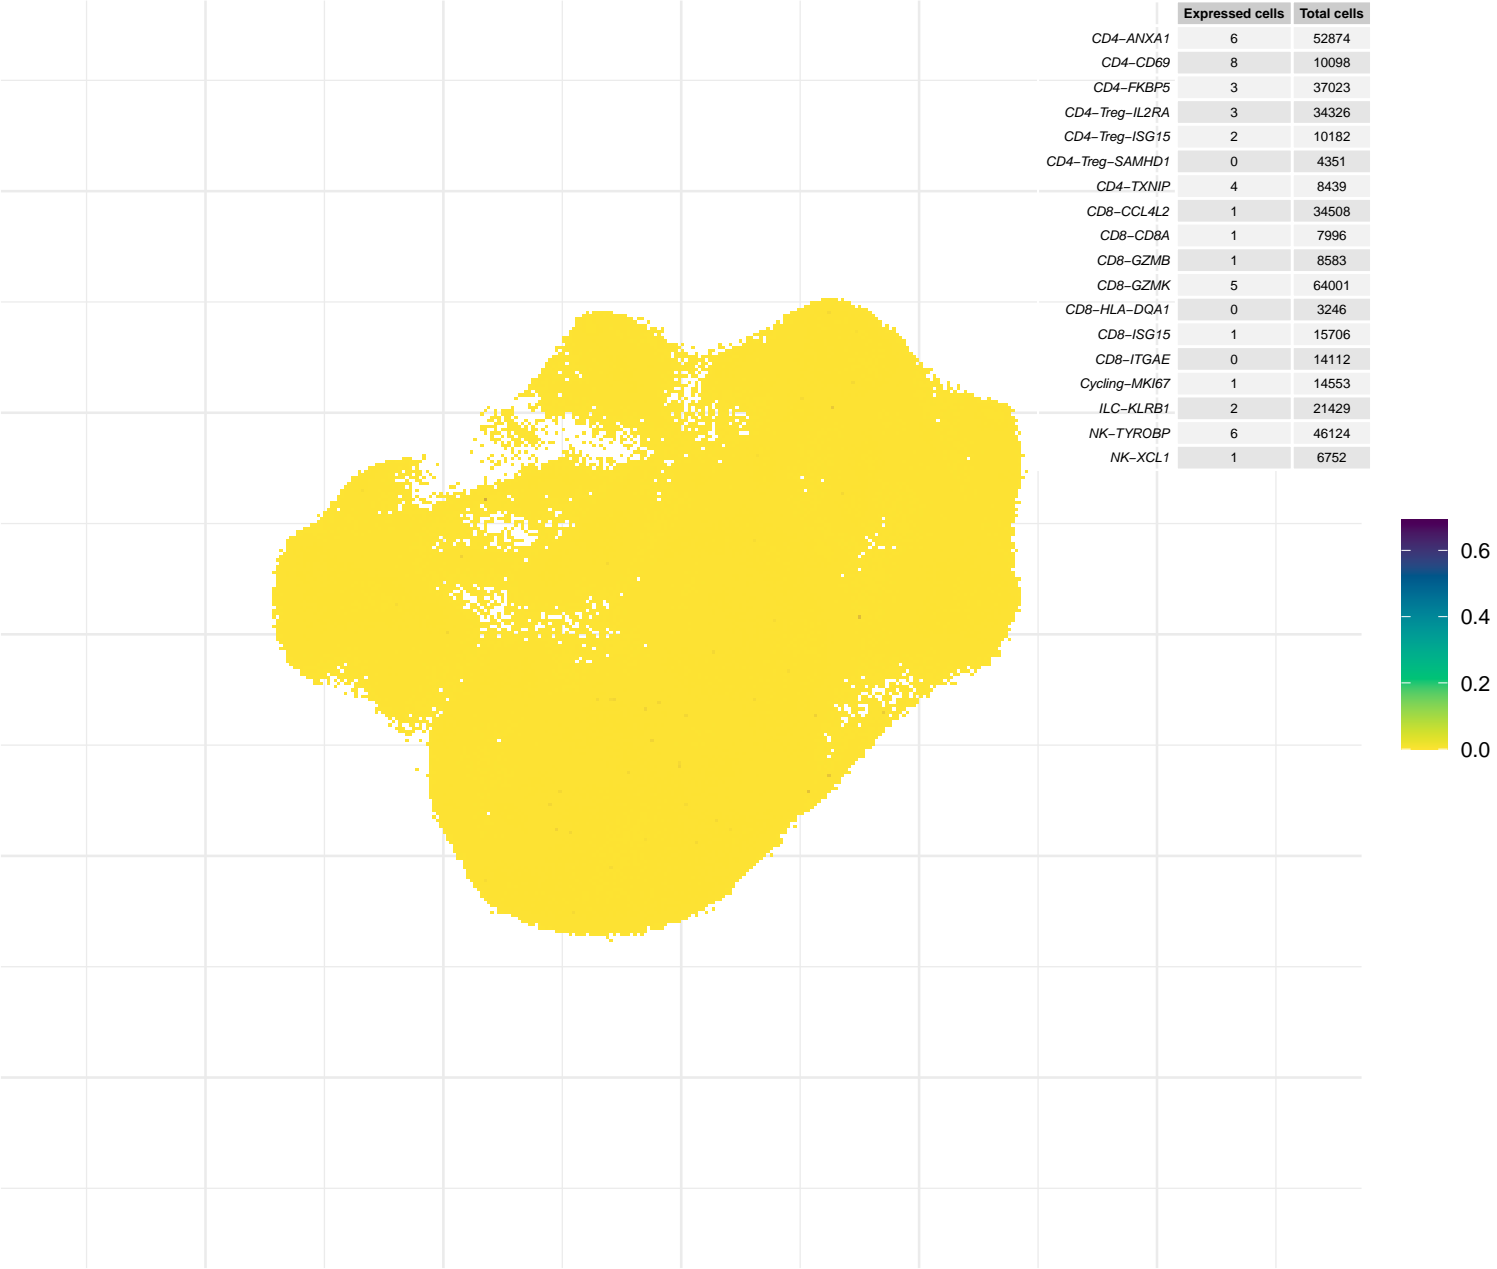 Expressed cells Total cells
CD4−ANXA1 6 52874
CD4−CD69 8 10098
CD4−FKBP5 3 37023
CD4−Treg−IL2RA 3 34326
CD4−Treg−ISG15 2 10182
CD4−Treg−SAMHD1 0 4351
CD4−TXNIP 4 8439
CD8−CCL4L2 1 34508
CD8−CD8A 1 7996
CD8−GZMB 1 8583
CD8−GZMK 5 64001
CD8−HLA−DQA1 0 3246
CD8−ISG15 1 15706
CD8−ITGAE 0 14112
Cycling−MKI67 1 14553
ILC−KLRB1 2 21429
NK−TYROBP 6 46124
NK−XCL1 1 6752
0.6
0.4
0.2
0.0